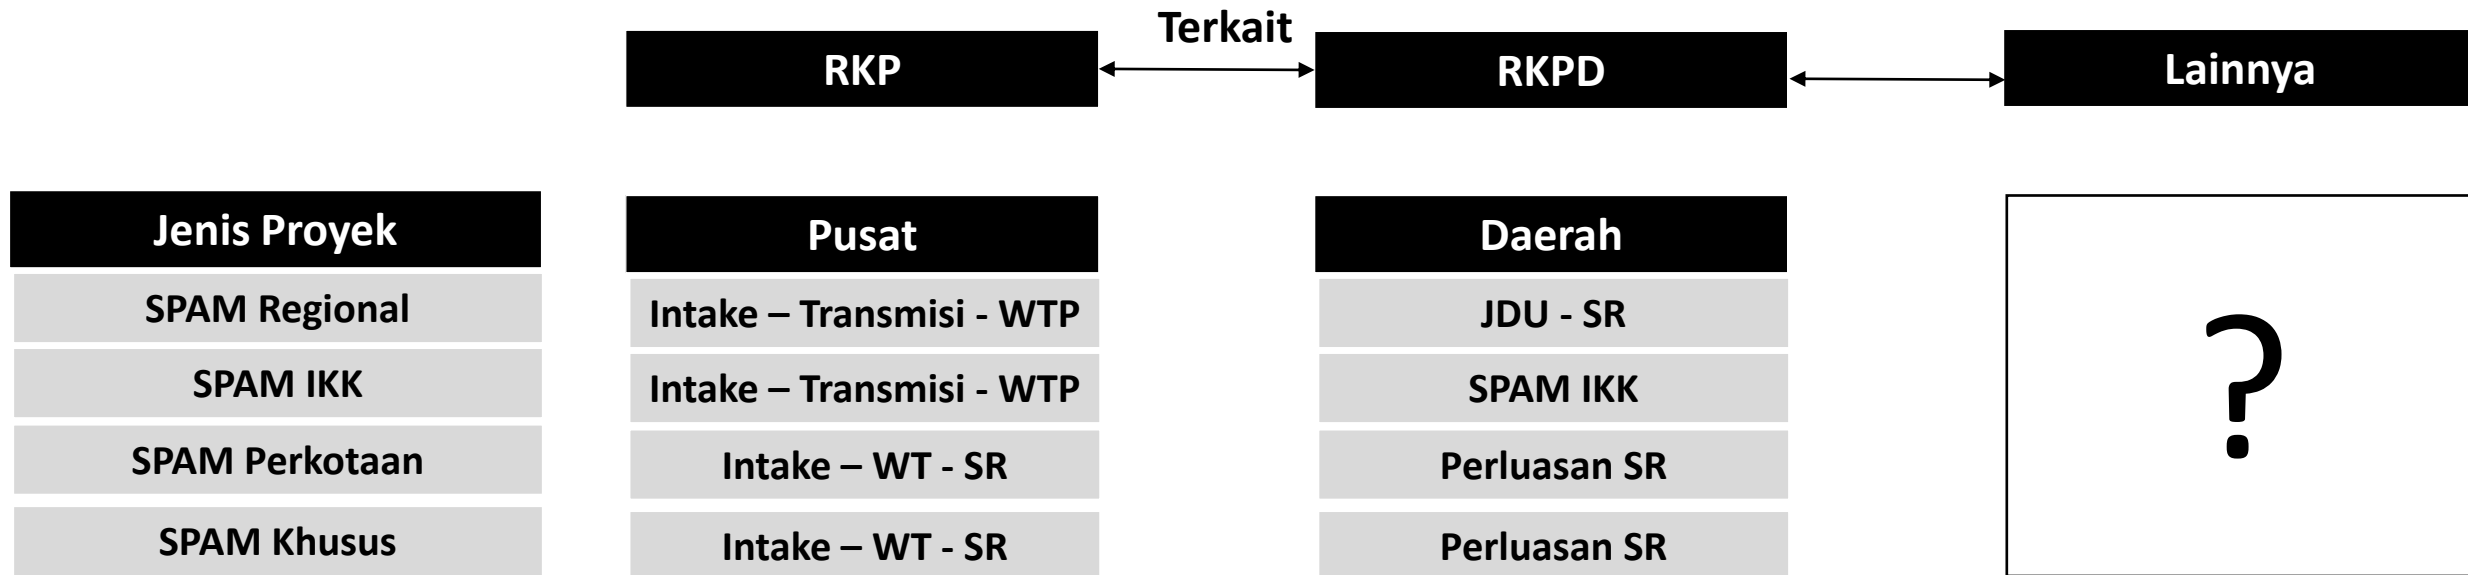 Terkait
RKP
RKPD
Lainnya
Jenis Proyek
Pusat
Daerah
SPAM Regional
Intake – Transmisi - WTP
JDU - SR
SPAM IKK
Intake – Transmisi - WTP
SPAM IKK
SPAM Perkotaan
Intake – WT - SR
Perluasan SR
SPAM Khusus
Intake – WT - SR
Perluasan SR
?